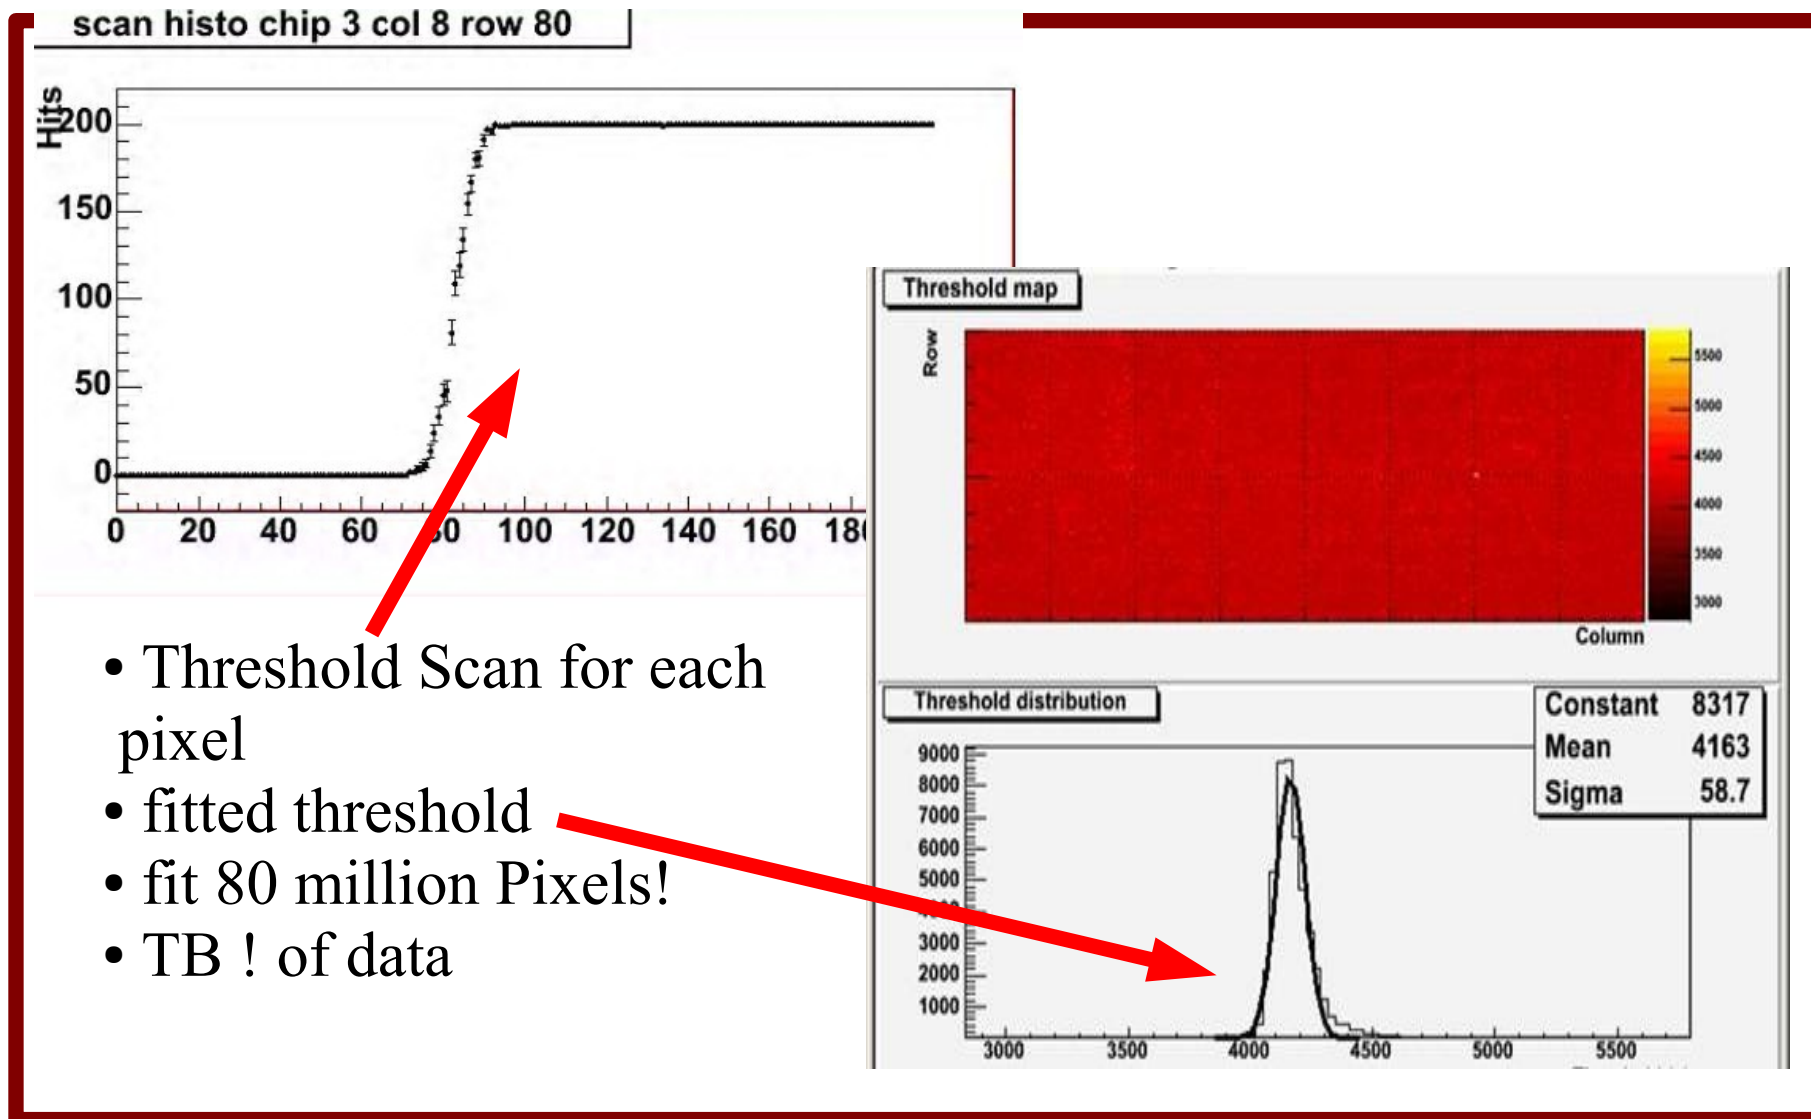 scan histo chip 3 col 8 row 80
Hits
200
150
100
50
0
0 20 40 60 80 100 120 140 160
• Threshold Scan for each
pixel
• fitted threshold
• fit 80 million Pixels!
• TB ! of data
Threshold map
Row
5500
5000
4500
4000
3500
3000
Column
Threshold distribution
Constant 8317
Mean 4163
Sigma 58.7
9000
8000
7000
6000
5000
3000
2000
1000
3000 3500 4000 4500 5000 5500